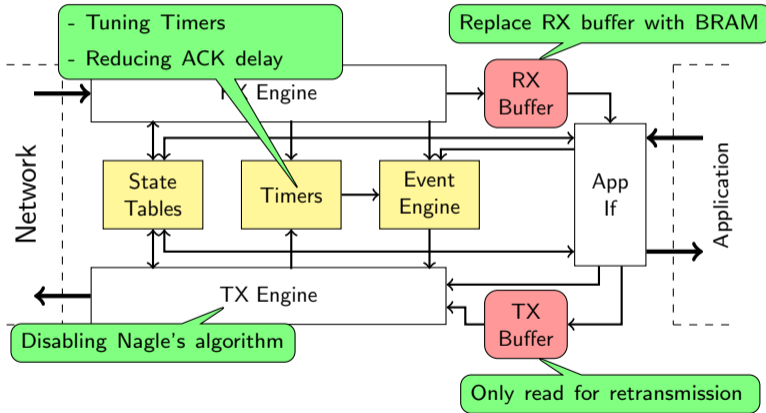 - Tuning Timers
- Reducing ACK delay
Replace RX buffer with BRAM
Engine
RX
Buffer
Network
State
Tables
Timers
Event
Engine
App
If
Application
TX Engine
TX
Buffer
Disabling Nagle's algorithm
Only read for retransmission